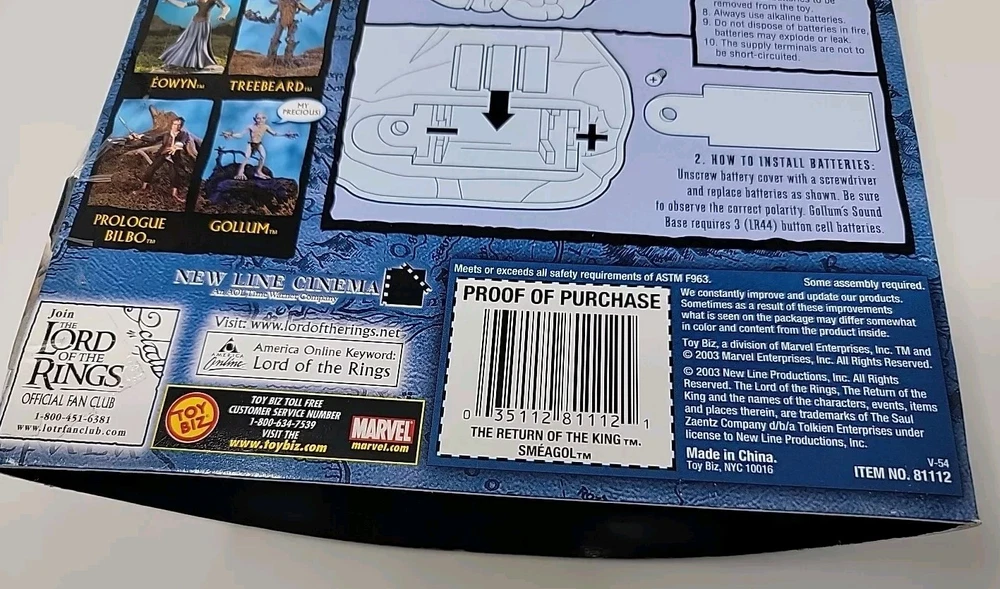 removed from the toy.
8. Always use alkaline batteries.
9. Do not dispose of batteries in fire,
batteries may explode or leak.
10. The supply terminals are not to
be short-circuited.
ÉOWYN™
TREEBEARD™
MY
PRECIOUS!
PROLOGUE
BILBO™
GOLLUM™
2. HOW TO INSTALL BATTERIES:
Unscrew battery cover with a screwdriver
and replace batteries as shown. Be sure
to observe the correct polarity. Gollum's Sound
Base requires 3 (LR44) button cell batteries.
NEW LINE CINEMA
An AOL Time Warner Company
Join
THE
LORD
OF THE
RINGS
OFFICIAL FAN CLUB
1-800-451-6381
www.lotrfanclub.com
Visit: www.lordoftherings.net
AMERICA
Online
America Online Keyword:
Lord of the Rings
TOY
BIZ
TOY BIZ TOLL FREE
CUSTOMER SERVICE NUMBER
1-800-634-7539
VISIT THE
www.toybiz.com
MARVEL
marvel.com
Meets or exceeds all safety requirements of ASTM F963.
Some assembly required.
PROOF OF PURCHASE
0 35112 81112 1
THE RETURN OF THE KING™
SMÉAGOL™
We constantly improve and update our products.
Sometimes as a result of these improvements
what is seen on the package may differ somewhat
in color and content from the product inside.
Toy Biz, a division of Marvel Enterprises, Inc. TM and
© 2003 Marvel Enterprises, Inc. All Rights Reserved.
© 2003 New Line Productions, Inc. All Rights
Reserved. The Lord of the Rings, The Return of the
King and the names of the characters, events, items
and places therein, are trademarks of The Saul
Zaentz Company d/b/a Tolkien Enterprises under
license to New Line Productions, Inc.
Made in China.
Toy Biz, NYC 10016
V-54
ITEM NO. 81112